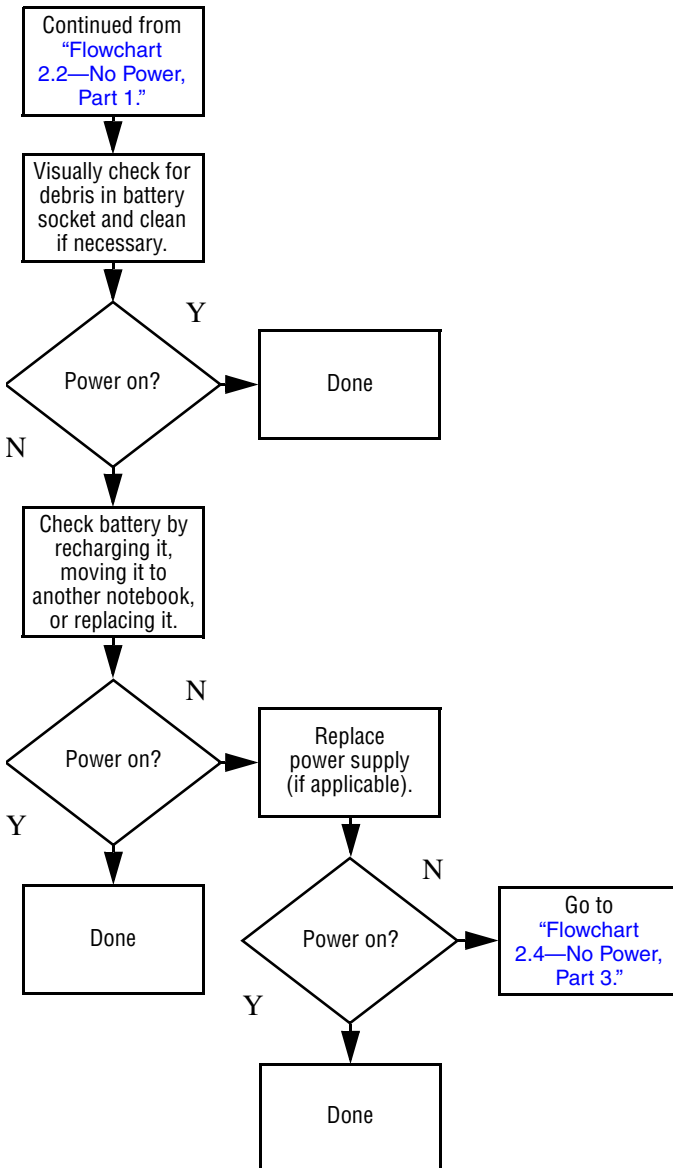 Continued from
“Flowchart
2.2—No Power,
Part 1.”
Visually check for
debris in battery
socket and clean
if necessary.
Y
Power on?
Done
N
Check battery by
recharging it,
moving it to
another notebook,
or replacing it.
N
Power on?
Replace
power supply
(if applicable).
Y
Done
N
Power on?
Go to
“Flowchart
2.4—No Power,
Part 3.”
Y
Done